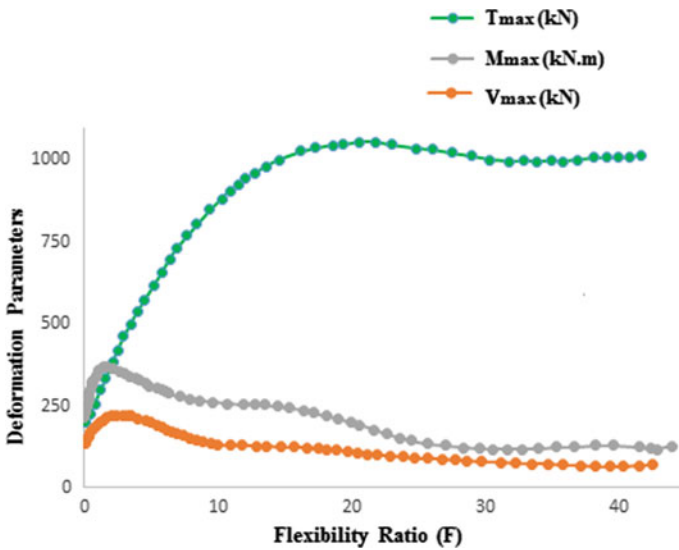 Tmax (kN)
Mmax (kN.m)
Vmax (kN)
Deformation Parameters
1000
750
500
250
0
0
10
20
30
40
Flexibility Ratio (F)